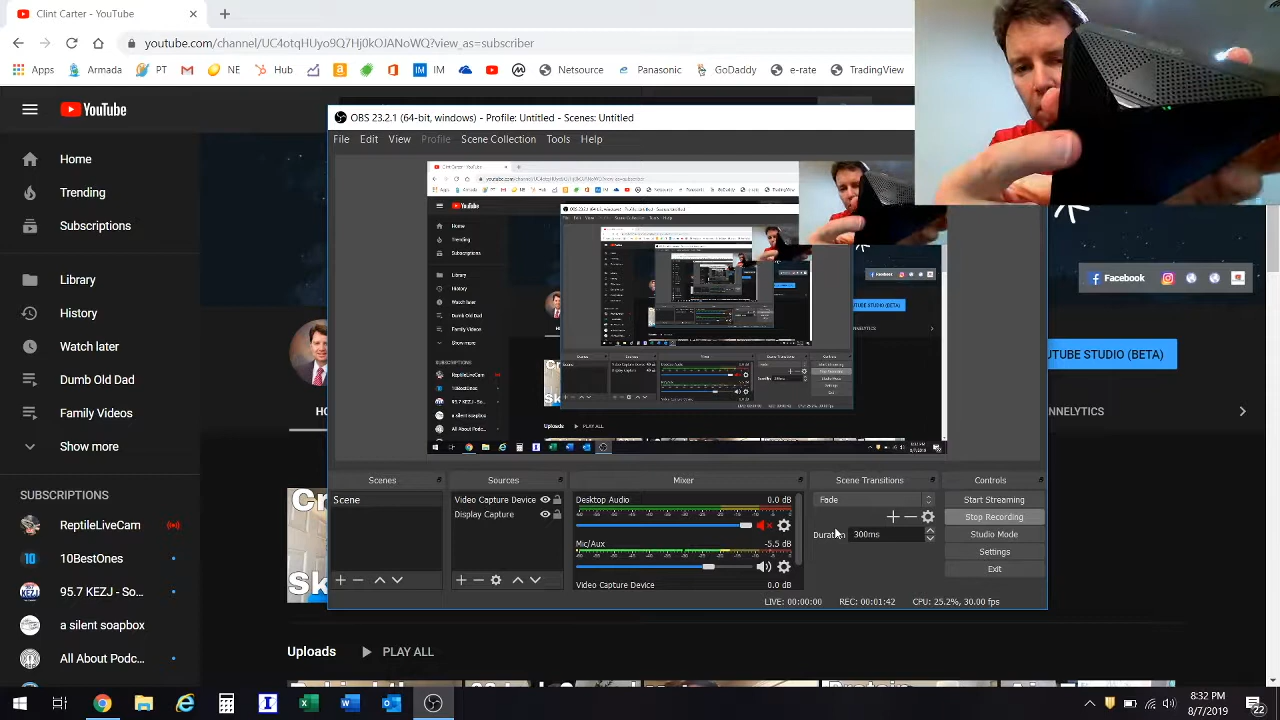 Clint Carter - YouTube
youtube.com/channel/UC4otqHUyo9Q7Hj0kOJANoWQ?view_as=subscriber
Apps Armada PT NE Hub IM IM Netsource Panasonic GoDaddy e-rate TradingView
YouTube
OBS 23.2.1 (64-bit, windows) - Profile: Untitled - Scenes: Untitled
File Edit View Profile Scene Collection Tools Help
Home
Trending
Subscriptions
Library
History
Watch later
Dumb Old Dad
Family Videos
Show more
SUBSCRIPTIONS
ReptileLiveCam
10BestOnes
95.7 KEZJ - So...
a silent soapbox
All About Podc...
Facebook
UTUBE STUDIO (BETA)
NNELYTICS
HO
Scenes Sources Mixer Scene Transitions Controls
Scene
Video Capture Device
Display Capture
Desktop Audio 0.0 dB
Mic/Aux -5.5 dB
Video Capture Device 0.0 dB
Fade
Duration 300ms
Start Streaming
Stop Recording
Studio Mode
Settings
Exit
LIVE: 00:00:00 REC: 00:01:42 CPU: 25.2%, 30.00 fps
Uploads PLAY ALL
8:32 PM
8/7/2019
22